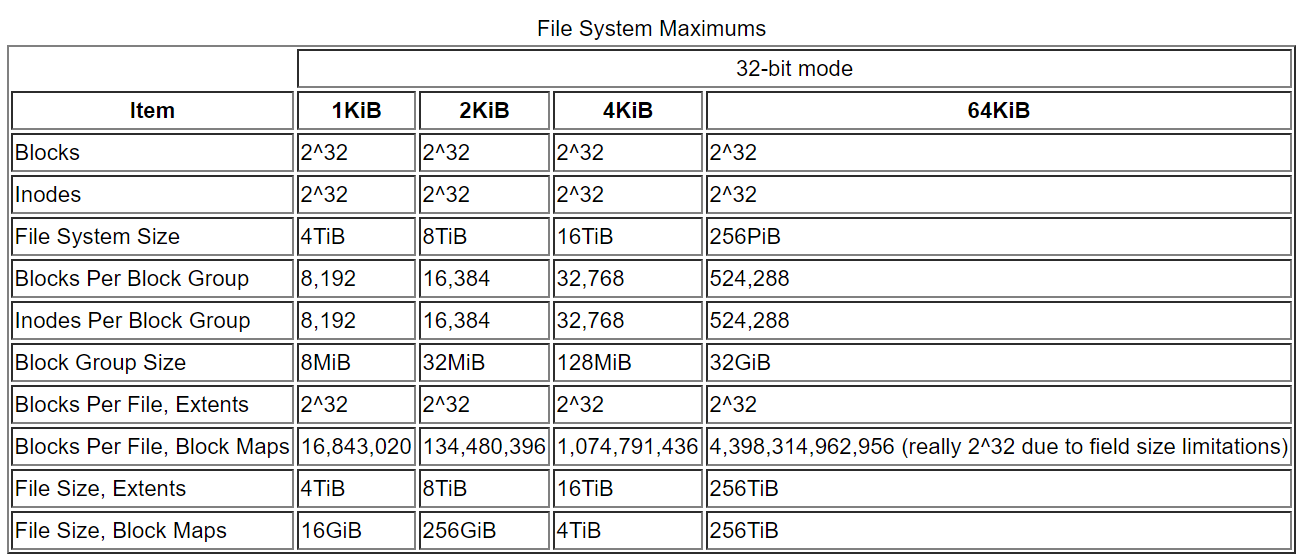 File System Maximums
32-bit mode
Item 1KiB 2KiB 4KiB 64KiB
Blocks 2^32 2^32 2^32 2^32
Inodes 2^32 2^32 2^32 2^32
File System Size 4TiB 8TiB 16TiB 256PiB
Blocks Per Block Group 8,192 16,384 32,768 524,288
Inodes Per Block Group 8,192 16,384 32,768 524,288
Block Group Size 8MiB 32MiB 128MiB 32GiB
Blocks Per File, Extents 2^32 2^32 2^32 2^32
Blocks Per File, Block Maps 16,843,020 134,480,396 1,074,791,436 4,398,314,962,956 (really 2^32 due to field size limitations)
File Size, Extents 4TiB 8TiB 16TiB 256TiB
File Size, Block Maps 16GiB 256GiB 4TiB 256TiB